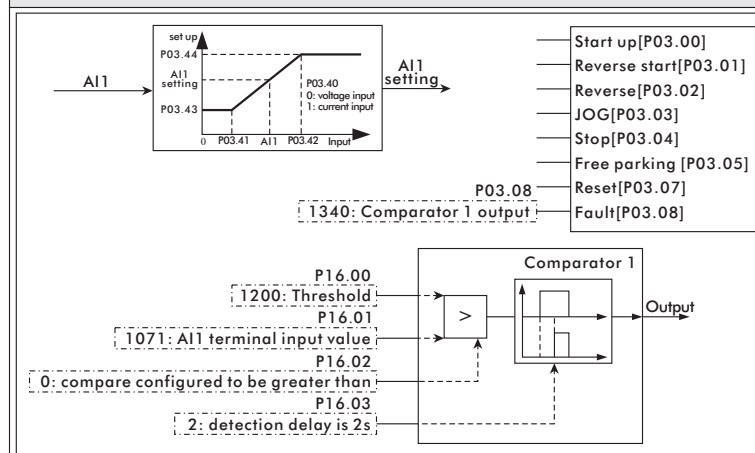 set up
P03.44
AI1
setting
P03.43
P03.40
0: voltage input
1: current input
0
P03.41
AI1
P03.42
Input
AI1
AI1
setting
Start up[P03.00]
Reverse start[P03.01]
Reverse[P03.02]
JOG[P03.03]
Stop[P03.04]
Free parking [P03.05]
Reset[P03.07]
Fault[P03.08]
P03.08
1340: Comparator 1 output
Comparator 1
P16.00
1200: Threshold
P16.01
1071: AI1 terminal input value
P16.02
0: compare configured to be greater than
P16.03
2: detection delay is 2s
>
Output